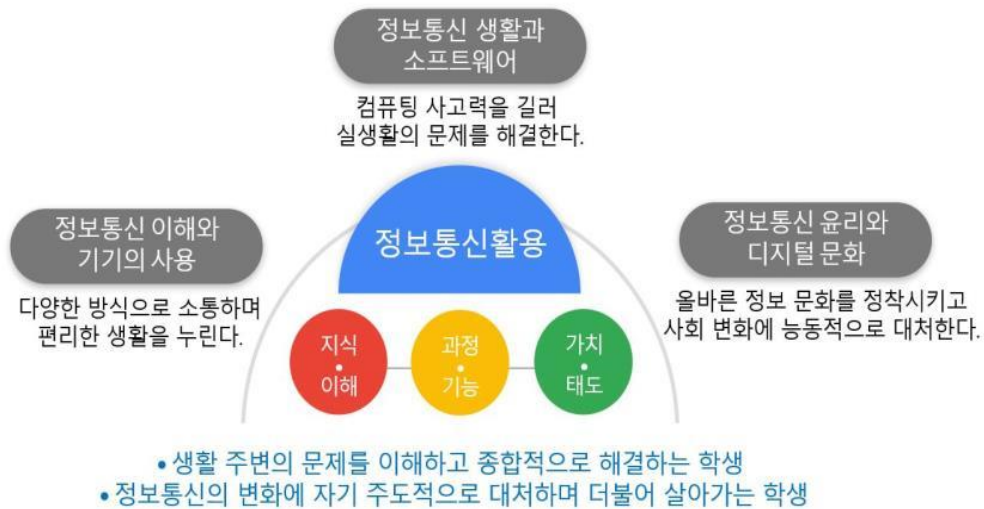 정보통신 생활과
소프트웨어
컴퓨팅 사고력을 길러
실생활의 문제를 해결한다.
정보통신 이해와
기기의 사용
다양한 방식으로 소통하며
편리한 생활을 누린다.
정보통신활용
정보통신 윤리와
디지털 문화
올바른 정보 문화를 정착시키고
사회 변화에 능동적으로 대처한다.
지식
•
이해
과정
•
기능
가치
•
태도
• 생활 주변의 문제를 이해하고 종합적으로 해결하는 학생
• 정보통신의 변화에 자기 주도적으로 대처하며 더불어 살아가는 학생